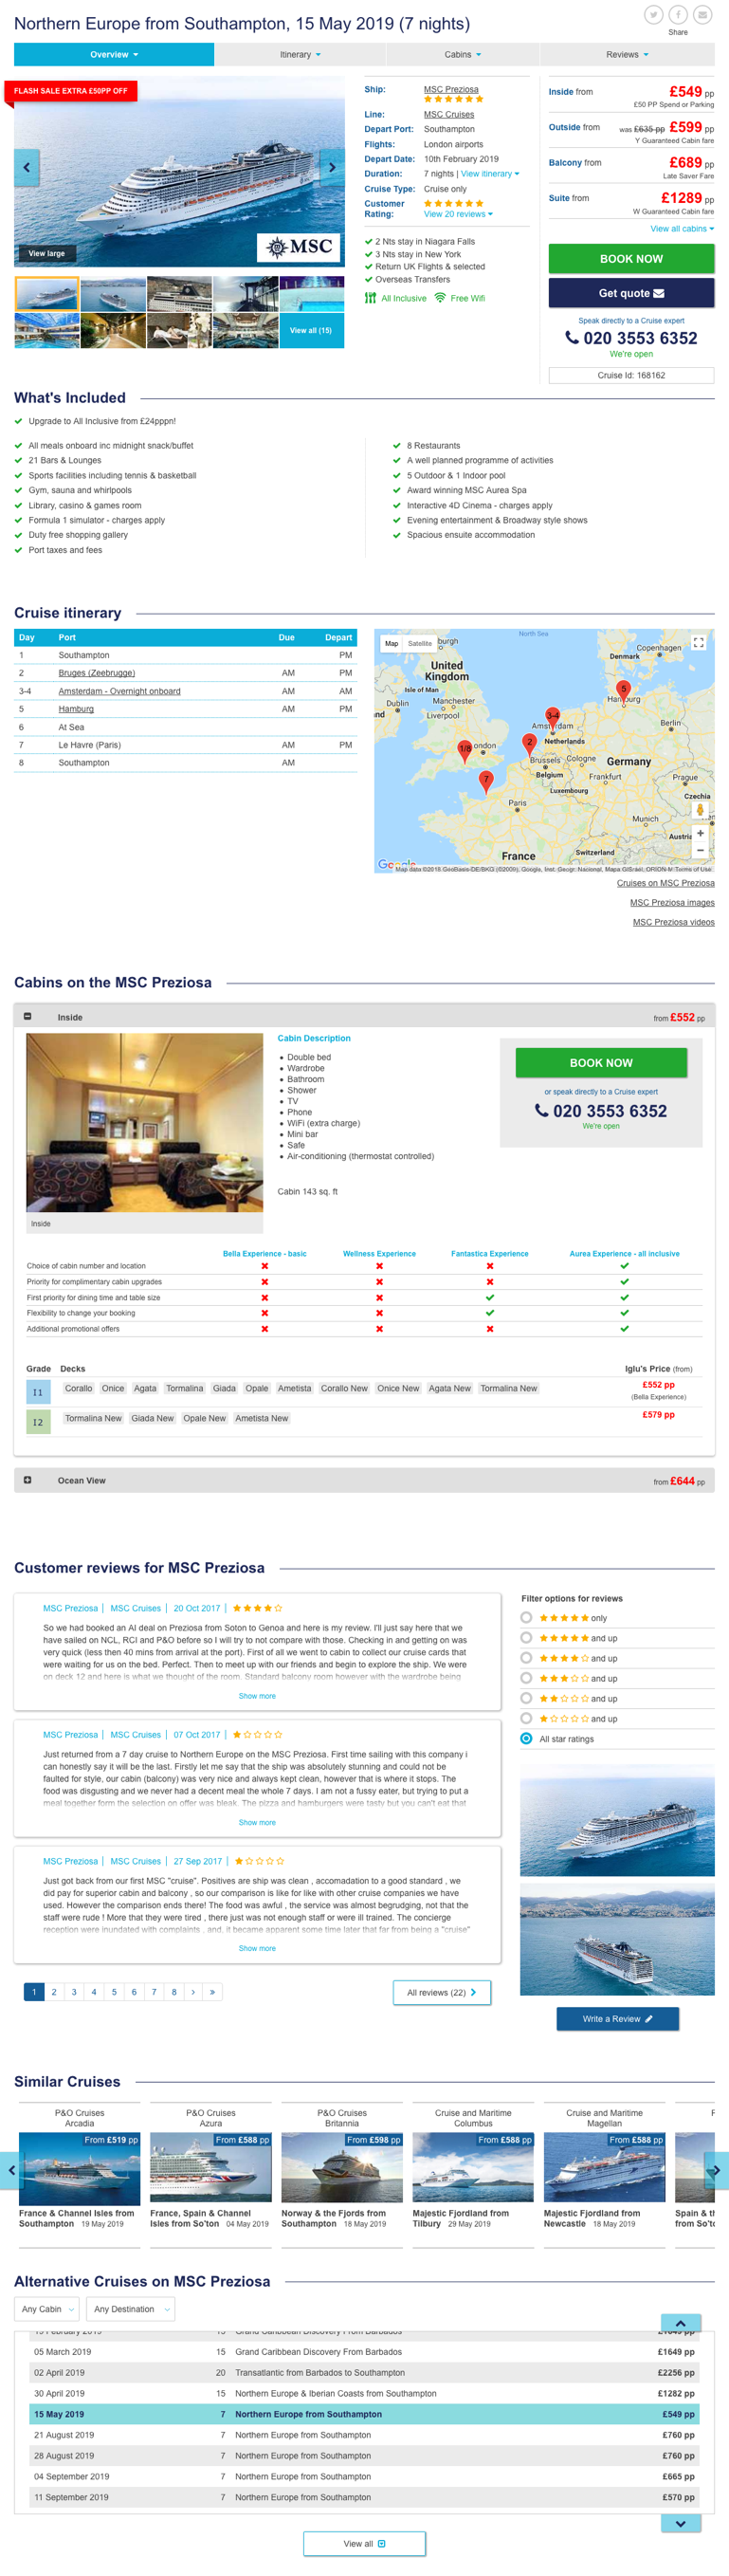 Northern Europe from Southampton, 15 May 2019 (7 nights)
Share
Overview
Itinerary
Cabins
Reviews
FLASH SALE EXTRA £50PP OFF
View large
MSC
View all (15)
Ship: MSC Preziosa
Line: MSC Cruises
Depart Port: Southampton
Flights: London airports
Depart Date: 10th February 2019
Duration: 7 nights | View itinerary
Cruise Type: Cruise only
Customer Rating: View 20 reviews
2 Nts stay in Niagara Falls
3 Nts stay in New York
Return UK Flights & selected
Overseas Transfers
All Inclusive Free Wifi
Inside from £549 pp
£50 PP Spend or Parking
Outside from was £635 pp £599 pp
Y Guaranteed Cabin fare
Balcony from £689 pp
Late Saver Fare
Suite from £1289 pp
W Guaranteed Cabin fare
View all cabins
BOOK NOW
Get quote
Speak directly to a Cruise expert
020 3553 6352
We're open
Cruise Id: 168162
What's Included
Upgrade to All Inclusive from £24pppn!
All meals onboard inc midnight snack/buffet
21 Bars & Lounges
Sports facilities including tennis & basketball
Gym, sauna and whirlpools
Library, casino & games room
Formula 1 simulator - charges apply
Duty free shopping gallery
Port taxes and fees
8 Restaurants
A well planned programme of activities
5 Outdoor & 1 Indoor pool
Award winning MSC Aurea Spa
Interactive 4D Cinema - charges apply
Evening entertainment & Broadway style shows
Spacious ensuite accommodation
Cruise itinerary
Day Port Due Depart
1 Southampton PM
2 Bruges (Zeebrugge) AM PM
3-4 Amsterdam - Overnight onboard AM AM
5 Hamburg AM PM
6 At Sea
7 Le Havre (Paris) AM PM
8 Southampton AM
Map Satellite
burgh
North Sea
Copenhagen
Denmark
United Kingdom
Isle of Man
Dublin
Manchester
Liverpool
nd
5
Hamburg
3-4
Amsterdam
Berlin
1/8
ondon
2
Netherlands
Brussels
Cologne
Germany
Belgium
Frankfurt
7
Luxembourg
Prague
Czechia
Paris
Munich
Austria
Switzerland
France
Google
Map data ©2018 GeoBasis-DE/BKG (©2009), Google, Inst. Geogr. Nacional, Mapa GISrael, ORION-M Terms of Use
Cruises on MSC Preziosa
MSC Preziosa images
MSC Preziosa videos
Cabins on the MSC Preziosa
Inside from £552 pp
Inside
Cabin Description
Double bed
Wardrobe
Bathroom
Shower
TV
Phone
WiFi (extra charge)
Mini bar
Safe
Air-conditioning (thermostat controlled)
Cabin 143 sq. ft
BOOK NOW
or speak directly to a Cruise expert
020 3553 6352
We're open
Bella Experience - basic Wellness Experience Fantastica Experience Aurea Experience - all inclusive
Choice of cabin number and location
Priority for complimentary cabin upgrades
First priority for dining time and table size
Flexibility to change your booking
Additional promotional offers
Grade Decks Iglu's Price (from)
I1 Corallo Onice Agata Tormalina Giada Opale Ametista Corallo New Onice New Agata New Tormalina New £552 pp
(Bella Experience)
I2 Tormalina New Giada New Opale New Ametista New £579 pp
Ocean View from £644 pp
Customer reviews for MSC Preziosa
MSC Preziosa | MSC Cruises | 20 Oct 2017 |
So we had booked an AI deal on Preziosa from Soton to Genoa and here is my review. I'll just say here that we
have sailed on NCL, RCI and P&O before so I will try to not compare with those. Checking in and getting on was
very quick (less then 40 mins from arrival at the port). First of all we went to cabin to collect our cruise cards that
were waiting for us on the bed. Perfect. Then to meet up with our friends and begin to explore the ship. We were
on deck 12 and here is what we thought of the room. Standard balcony room however with the wardrobe being
Show more
MSC Preziosa | MSC Cruises | 07 Oct 2017 |
Just returned from a 7 day cruise to Northern Europe on the MSC Preziosa. First time sailing with this company i
can honestly say it will be the last. Firstly let me say that the ship was absolutely stunning and could not be
faulted for style, our cabin (balcony) was very nice and always kept clean, however that is where it stops. The
food was disgusting and we never had a decent meal the whole 7 days. I am not a fussy eater, but trying to put a
meal together form the selection on offer was bleak. The pizza and hamburgers were tasty but you can't eat that
Show more
MSC Preziosa | MSC Cruises | 27 Sep 2017 |
Just got back from our first MSC "cruise". Positives are ship was clean , accomadation to a good standard , we
did pay for superior cabin and balcony , so our comparison is like for like with other cruise companies we have
used. However the comparison ends there! The food was awful , the service was almost begrudging, not that the
staff were rude ! More that they were tired , there just was not enough staff or were ill trained. The concierge
reception were inundated with complaints , and, it became apparent some time later that far from being a "cruise"
Show more
1 2 3 4 5 6 7 8 › »
All reviews (22)
Filter options for reviews
only
and up
and up
and up
and up
and up
All star ratings
Write a Review
Similar Cruises
P&O Cruises
Arcadia
From £519 pp
France & Channel Isles from
Southampton 19 May 2019
P&O Cruises
Azura
From £588 pp
France, Spain & Channel
Isles from So'ton 04 May 2019
P&O Cruises
Britannia
From £598 pp
Norway & the Fjords from
Southampton 18 May 2019
Cruise and Maritime
Columbus
From £588 pp
Majestic Fjordland from
Tilbury 29 May 2019
Cruise and Maritime
Magellan
From £588 pp
Majestic Fjordland from
Newcastle 18 May 2019
Spain & th
from So'to
Alternative Cruises on MSC Preziosa
Any Cabin
Any Destination
15 Grand Caribbean Discovery From Barbados
05 March 2019 15 Grand Caribbean Discovery From Barbados £1649 pp
02 April 2019 20 Transatlantic from Barbados to Southampton £2256 pp
30 April 2019 15 Northern Europe & Iberian Coasts from Southampton £1282 pp
15 May 2019 7 Northern Europe from Southampton £549 pp
21 August 2019 7 Northern Europe from Southampton £760 pp
28 August 2019 7 Northern Europe from Southampton £760 pp
04 September 2019 7 Northern Europe from Southampton £665 pp
11 September 2019 7 Northern Europe from Southampton £570 pp
View all